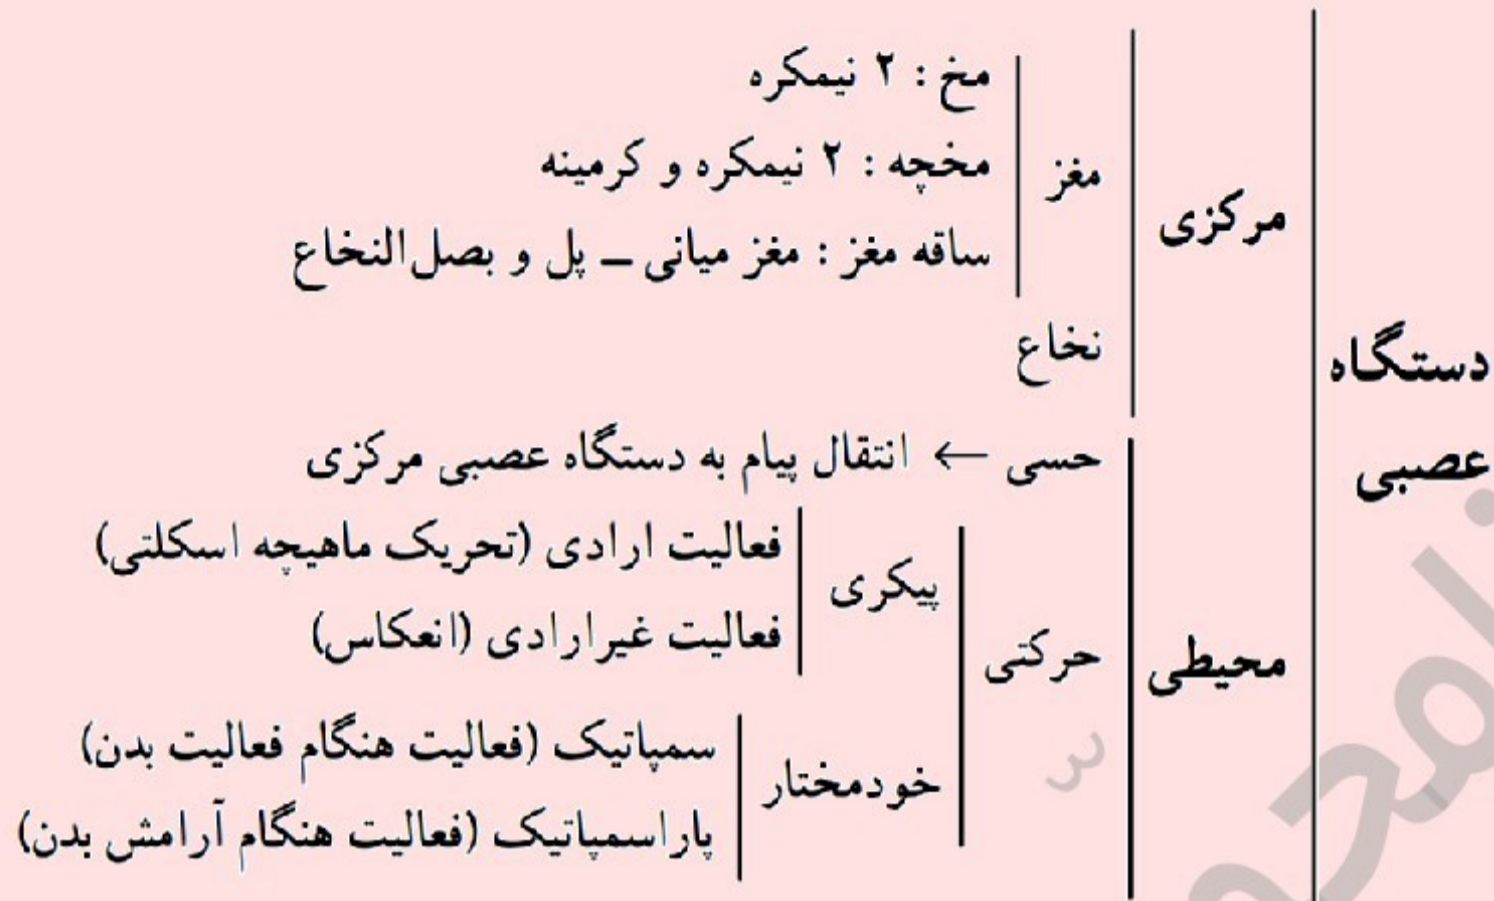 دستگاه
عصبی
مرکزی
مغز
مخ : ۲ نیمکره
مخچه : ۲ نیمکره و کرمینه
ساقه مغز : مغز میانی – پل و بصل‌النخاع
نخاع
محیطی
حسی ← انتقال پیام به دستگاه عصبی مرکزی
حرکتی
پیکری
فعالیت ارادی (تحریک ماهیچه اسکلتی)
فعالیت غیرارادی (انعکاس)
خودمختار
سمپاتیک (فعالیت هنگام فعالیت بدن)
پاراسمپاتیک (فعالیت هنگام آرامش بدن)